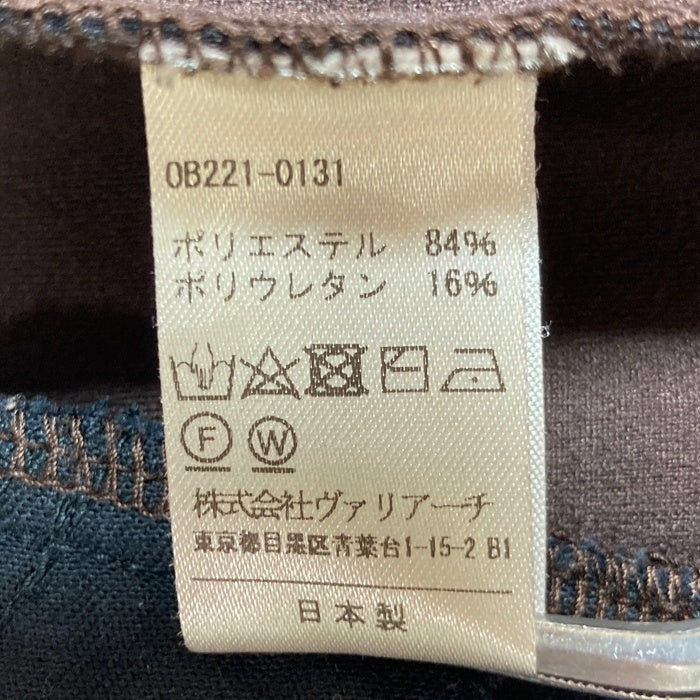 OB221-0131
ポリエステル 84%
ポリウレタン 16%
F W
株式会社ヴァリアーチ
東京都目黒区青葉台1-15-2 B1
日本製